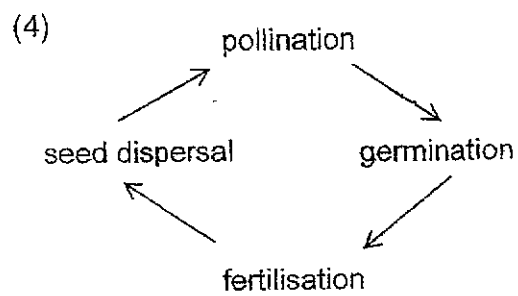 (4)
pollination
seed dispersal
germination
fertilisation